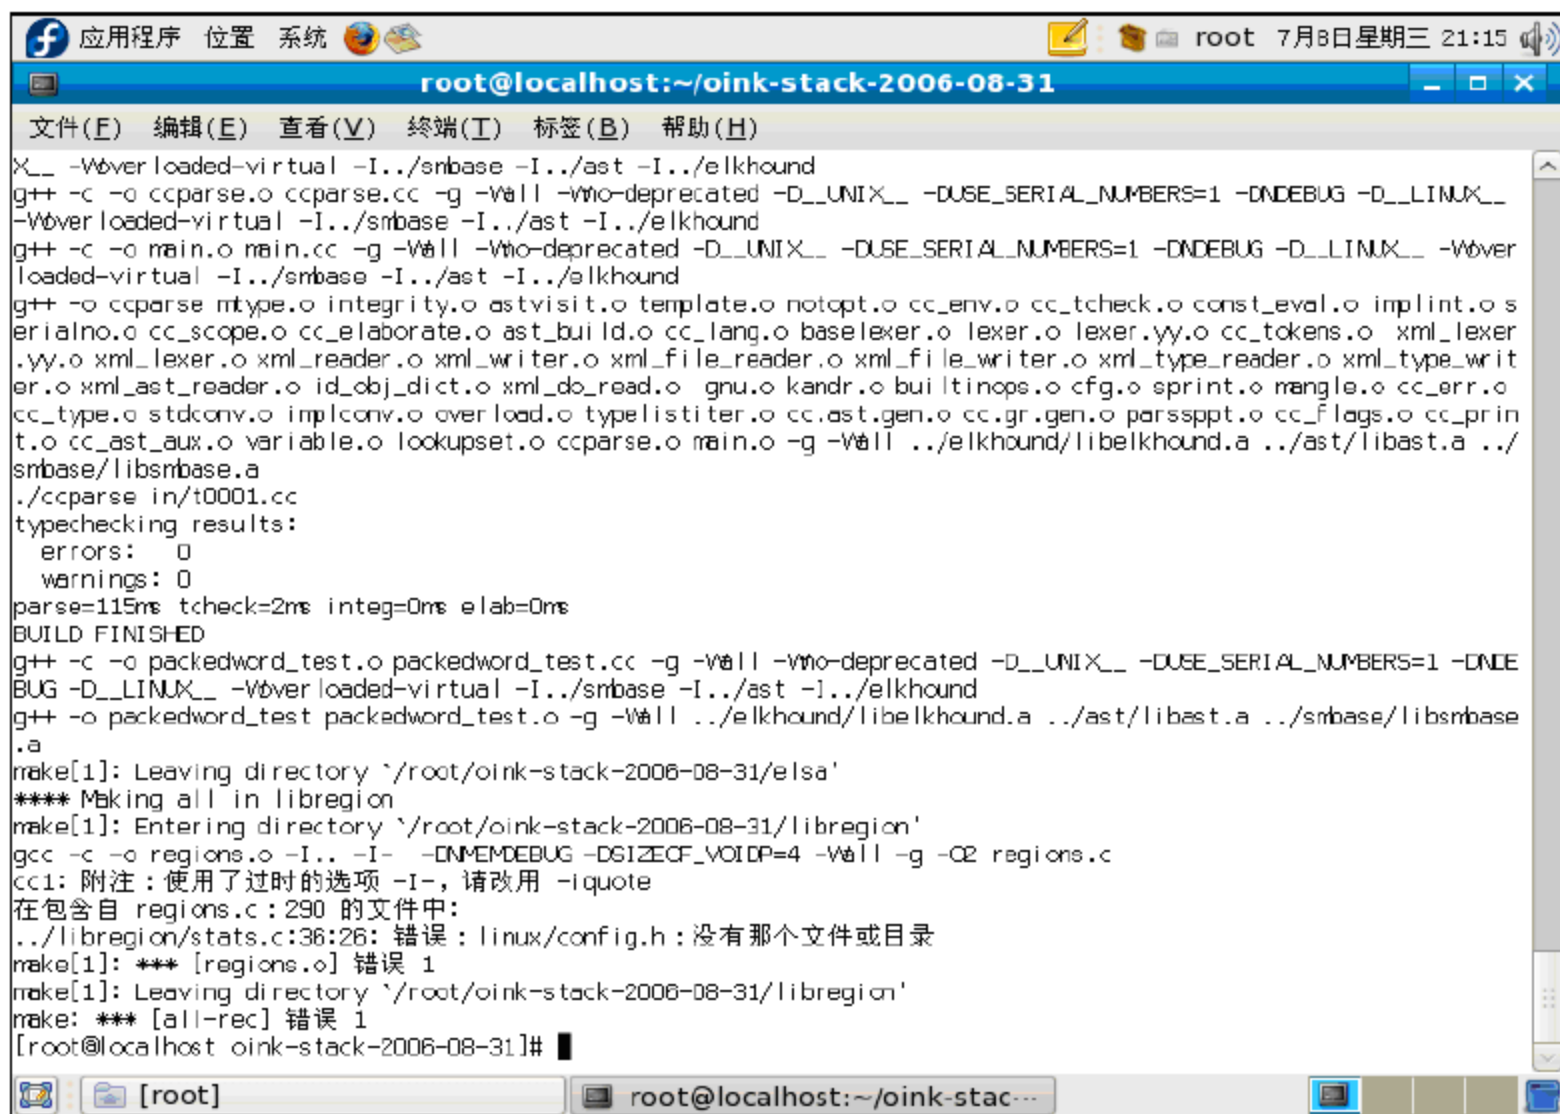 应用程序 位置 系统 root 7月8日星期三 21:15
root@localhost:~/oink-stack-2006-08-31
文件(F) 编辑(E) 查看(V) 终端(T) 标签(B) 帮助(H)
X__ -Woverloaded-virtual -I../smbase -I../ast -I../elkhound
g++ -c -o ccparse.o ccparse.cc -g -Wall -Wno-deprecated -D__UNIX__ -DUSE_SERIAL_NUMBERS=1 -DNDEBUG -D__LINUX__
-Woverloaded-virtual -I../smbase -I../ast -I../elkhound
g++ -c -o main.o main.cc -g -Wall -Wno-deprecated -D__UNIX__ -DUSE_SERIAL_NUMBERS=1 -DNDEBUG -D__LINUX__ -Wover
loaded-virtual -I../smbase -I../ast -I../elkhound
g++ -o ccparse mtype.o integrity.o astvisit.o template.o notopt.o cc_env.o cc_tcheck.o const_eval.o implint.o s
erialno.o cc_scope.o cc_elaborate.o ast_build.o cc_lang.o baselexer.o lexer.o lexer.yy.o cc_tokens.o  xml_lexer
.yy.o xml_lexer.o xml_reader.o xml_writer.o xml_file_reader.o xml_file_writer.o xml_type_reader.o xml_type_writ
er.o xml_ast_reader.o id_obj_dict.o xml_do_read.o  gnu.o kandr.o builtinops.o cfg.o sprint.o mangle.o cc_err.o
cc_type.o stdconv.o implconv.o overload.o typelistiter.o cc.ast.gen.o cc.gr.gen.o parssppt.o cc_flags.o cc_prin
t.o cc_ast_aux.o variable.o lookupset.o ccparse.o main.o -g -Wall ../elkhound/libelkhound.a ../ast/libast.a ../
smbase/libsmbase.a
./ccparse in/t0001.cc
typechecking results:
  errors:   0
  warnings: 0
parse=115ms tcheck=2ms integ=0ms elab=0ms
BUILD FINISHED
g++ -c -o packedword_test.o packedword_test.cc -g -Wall -Wno-deprecated -D__UNIX__ -DUSE_SERIAL_NUMBERS=1 -DNDE
BUG -D__LINUX__ -Woverloaded-virtual -I../smbase -I../ast -I../elkhound
g++ -o packedword_test packedword_test.o -g -Wall ../elkhound/libelkhound.a ../ast/libast.a ../smbase/libsmbase
.a
make[1]: Leaving directory `/root/oink-stack-2006-08-31/elsa'
**** Making all in libregion
make[1]: Entering directory `/root/oink-stack-2006-08-31/libregion'
gcc -c -o regions.o -I.. -I-  -DNMEMDEBUG -DSIZEOF_VOIDP=4 -Wall -g -O2 regions.c
cc1: 附注：使用了过时的选项 -I-，请改用 -iquote
在包含自 regions.c：290 的文件中：
../libregion/stats.c:36:26: 错误：linux/config.h：没有那个文件或目录
make[1]: *** [regions.o] 错误 1
make[1]: Leaving directory `/root/oink-stack-2006-08-31/libregion'
make: *** [all-rec] 错误 1
[root@localhost oink-stack-2006-08-31]#
[root] root@localhost:~/oink-stac...